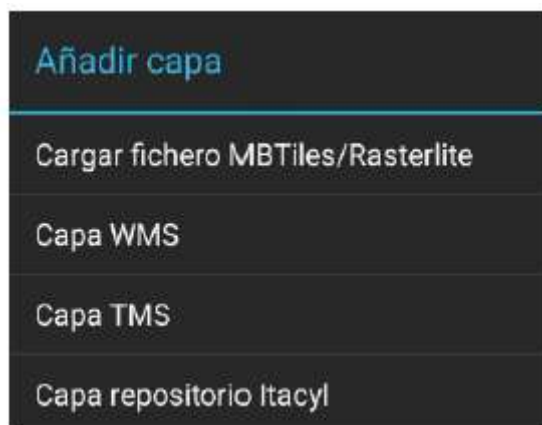 Añadir capa
Cargar fichero MBTiles/Rasterlite
Capa WMS
Capa TMS
Capa repositorio Itacyl